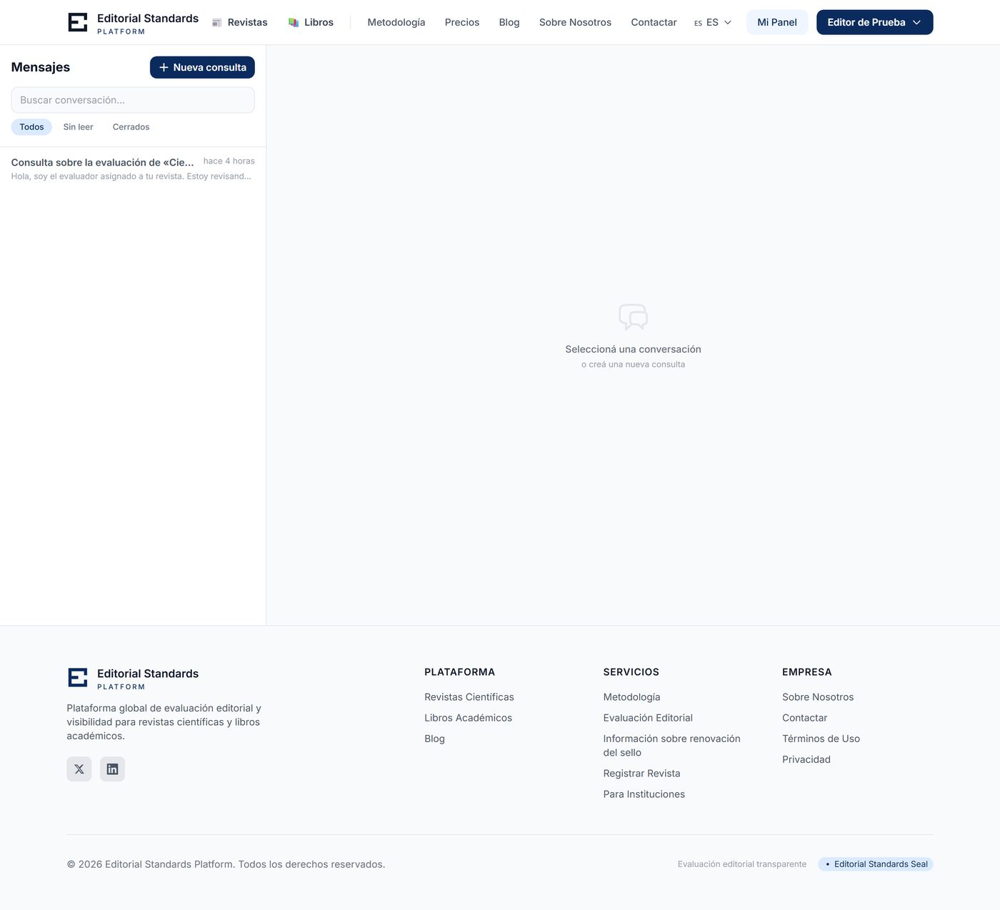 Editorial Standards
PLATFORM
Revistas
Libros
Metodología
Precios
Blog
Sobre Nosotros
Contactar
ES ES
Mi Panel
Editor de Prueba
Mensajes
Nueva consulta
Buscar conversación...
Todos
Sin leer
Cerrados
Consulta sobre la evaluación de «Cie...
hace 4 horas
Hola, soy el evaluador asignado a tu revista. Estoy revisand...
Seleccioná una conversación
o creá una nueva consulta
Editorial Standards
PLATFORM
Plataforma global de evaluación editorial y
visibilidad para revistas científicas y libros
académicos.
PLATAFORMA
Revistas Científicas
Libros Académicos
Blog
SERVICIOS
Metodología
Evaluación Editorial
Información sobre renovación
del sello
Registrar Revista
Para Instituciones
EMPRESA
Sobre Nosotros
Contactar
Términos de Uso
Privacidad
© 2026 Editorial Standards Platform. Todos los derechos reservados.
Evaluación editorial transparente
• Editorial Standards Seal